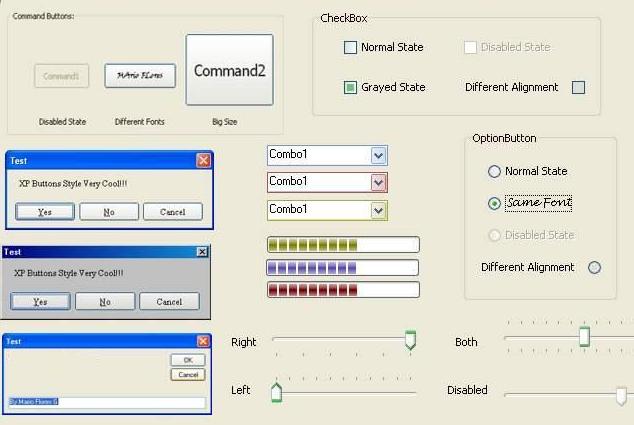 Command Buttons:
Command1
MArio FLores
Command2
Disabled State
Different Fonts
Big Size
CheckBox
Normal State
Disabled State
Grayed State
Different Alignment
Test
XP Buttons Style Very Cool!!!
Yes
No
Cancel
Combo1
Combo1
Combo1
OptionButton
Normal State
Same Font
Disabled State
Different Alignment
Test
XP Buttons Style Very Cool!!!
Yes
No
Cancel
Test
OK
Cancel
By Mario Flores G
Right
Left
Both
Disabled